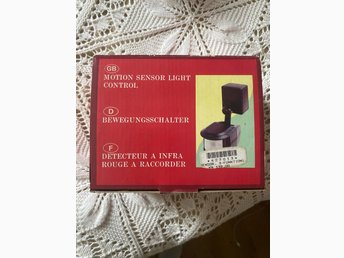 GB
MOTION SENSOR LIGHT
CONTROL
D
BEWEGUNGSSCHALTER
F
DETECTEUR A INFRA
ROUGE A RACCORDER